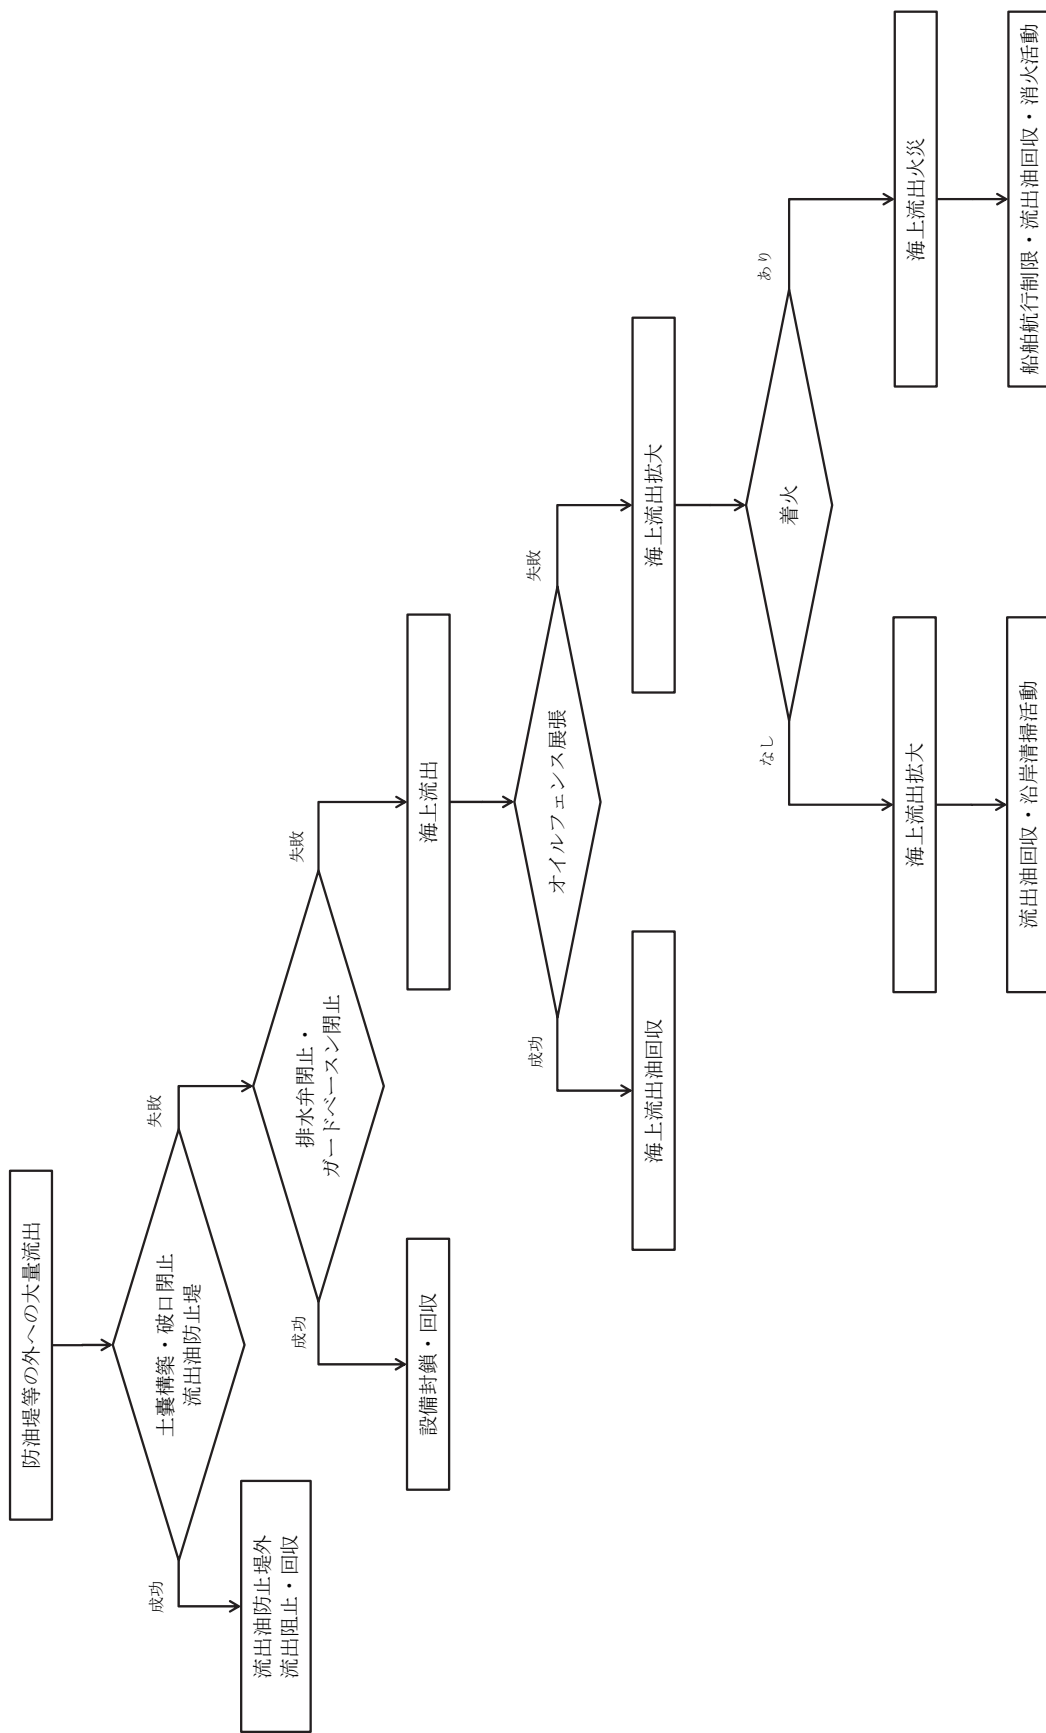 防油堤等の外への大量流出
土嚢構築・破口閉止
流出油防止堤
成功
失敗
流出油防止堤外
流出阻止・回収
排水弁閉止・
ガードベースン閉止
成功
失敗
設備封鎖・回収
海上流出
オイルフェンス展張
成功
失敗
海上流出油回収
海上流出拡大
着火
なし
あり
海上流出拡大
海上流出火災
流出油回収・沿岸清掃活動
船舶航行制限・流出油回収・消火活動